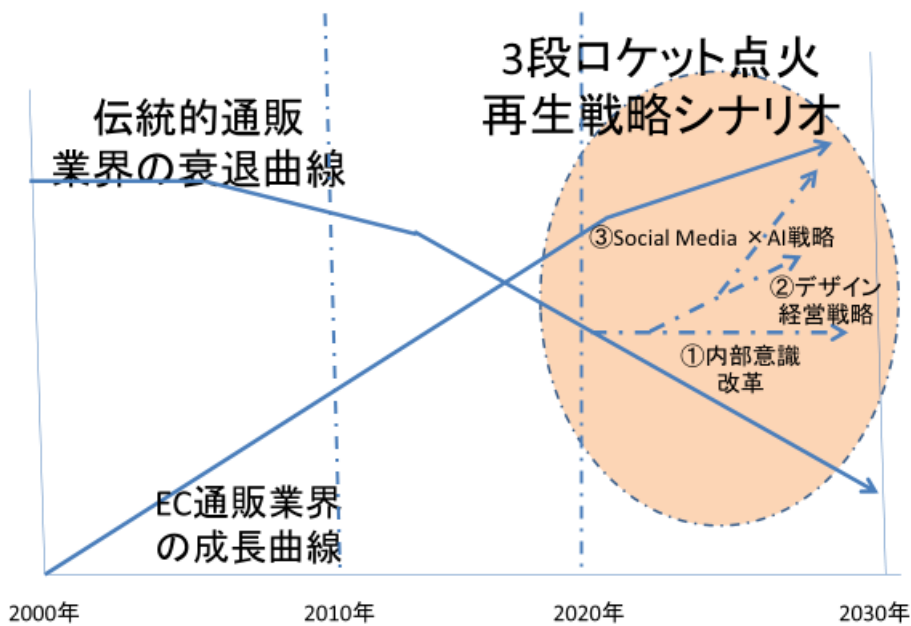 3段ロケット点火
再生戦略シナリオ
伝統的通販
業界の衰退曲線
③Social Media ×AI戦略
②デザイン
経営戦略
①内部意識
改革
EC通販業界
の成長曲線
2000年
2010年
2020年
2030年